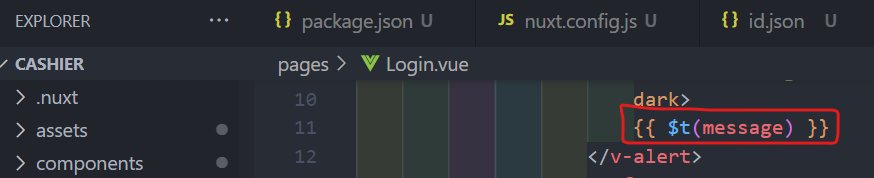 EXPLORER ··· {} package.json U JS nuxt.config.js U {} id.json U
CASHIER pages > Login.vue
> .nuxt 10 dark>
> assets 11 {{ $t(message) }}
> components 12 </v-alert>